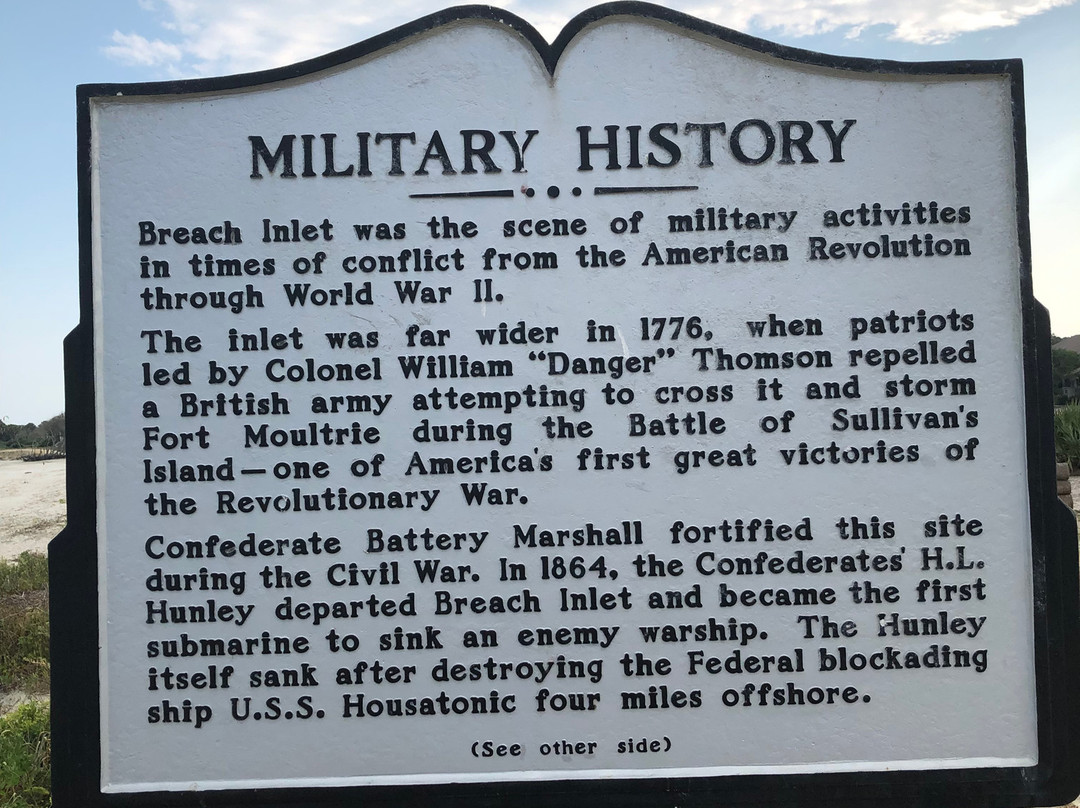 MILITARY HISTORY
Breach Inlet was the scene of military activities
in times of conflict from the American Revolution
through World War II.
The inlet was far wider in 1776, when patriots
led by Colonel William “Danger” Thomson repelled
a British army attempting to cross it and storm
Fort Moultrie during the Battle of Sullivan's
Island—one of America's first great victories of
the Revolutionary War.
Confederate Battery Marshall fortified this site
during the Civil War. In 1864, the Confederates' H.L.
Hunley departed Breach Inlet and became the first
submarine to sink an enemy warship. The Hunley
itself sank after destroying the Federal blockading
ship U.S.S. Housatonic four miles offshore.
(See other side)